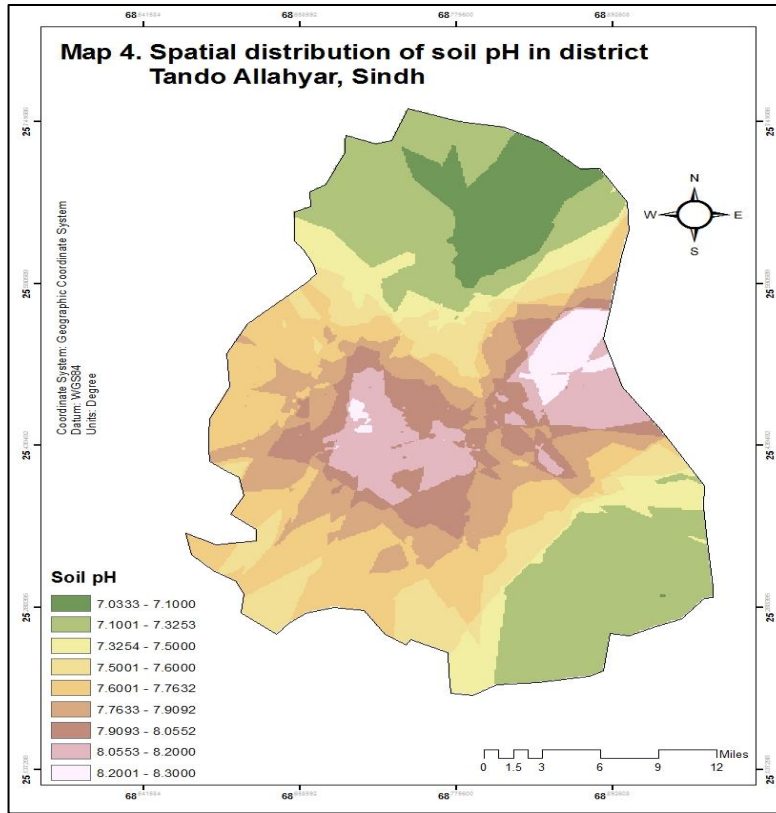 68
68
68
68
Map 4. Spatial distribution of soil pH in district
Tando Allahyar, Sindh
N
W E
S
Coordinate System: Geographic Coordinate System
Datum: WGS84
Units: Degree
25
25
25
25
25
25
25
25
25
25
Soil pH
7.0333 - 7.1000
7.1001 - 7.3253
7.3254 - 7.5000
7.5001 - 7.6000
7.6001 - 7.7632
7.7633 - 7.9092
7.9093 - 8.0552
8.0553 - 8.2000
8.2001 - 8.3000
Miles
0 1.5 3 6 9 12
68
68
68
68